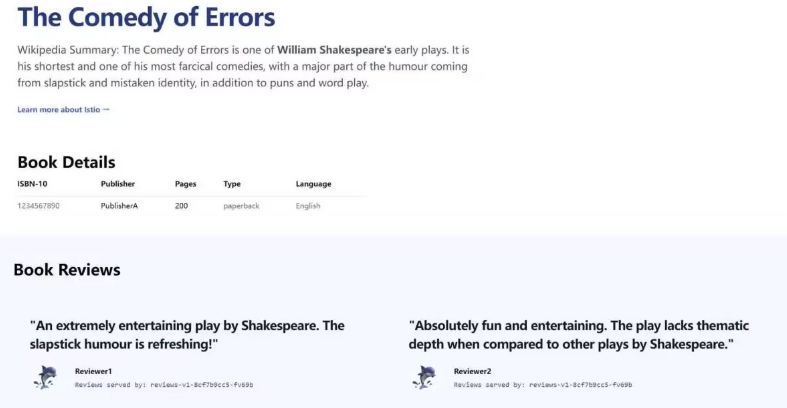 The Comedy of Errors
Wikipedia Summary: The Comedy of Errors is one of William Shakespeare's early plays. It is
his shortest and one of his most farcical comedies, with a major part of the humour coming
from slapstick and mistaken identity, in addition to puns and word play.
Learn more about Istio →
Book Details
ISBN-10 Publisher Pages Type Language
1234567890 PublisherA 200 paperback English
Book Reviews
"An extremely entertaining play by Shakespeare. The
slapstick humour is refreshing!"
Reviewer1
Reviews served by: reviews-v1-8cf7b9cc5-fv69b
"Absolutely fun and entertaining. The play lacks thematic
depth when compared to other plays by Shakespeare."
Reviewer2
Reviews served by: reviews-v1-8cf7b9cc5-fv69b